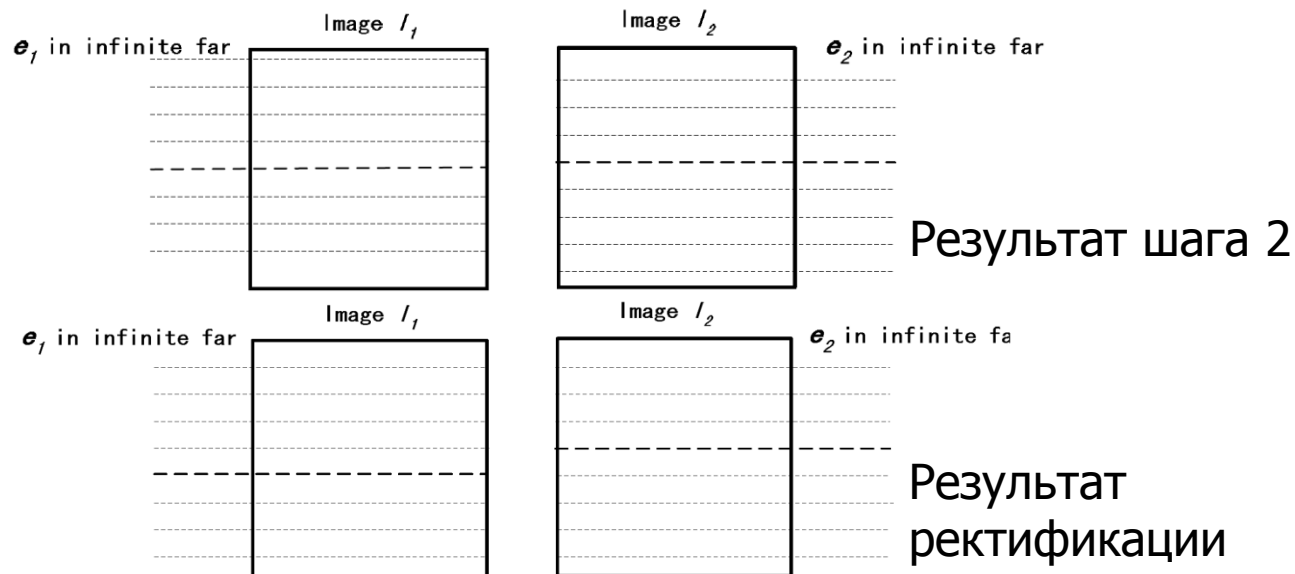 Image I1
Image I2
e1 in infinite far
e2 in infinite far
Результат шага 2
Image I1
Image I2
e1 in infinite far
e2 in infinite fa
Результат
ректификации